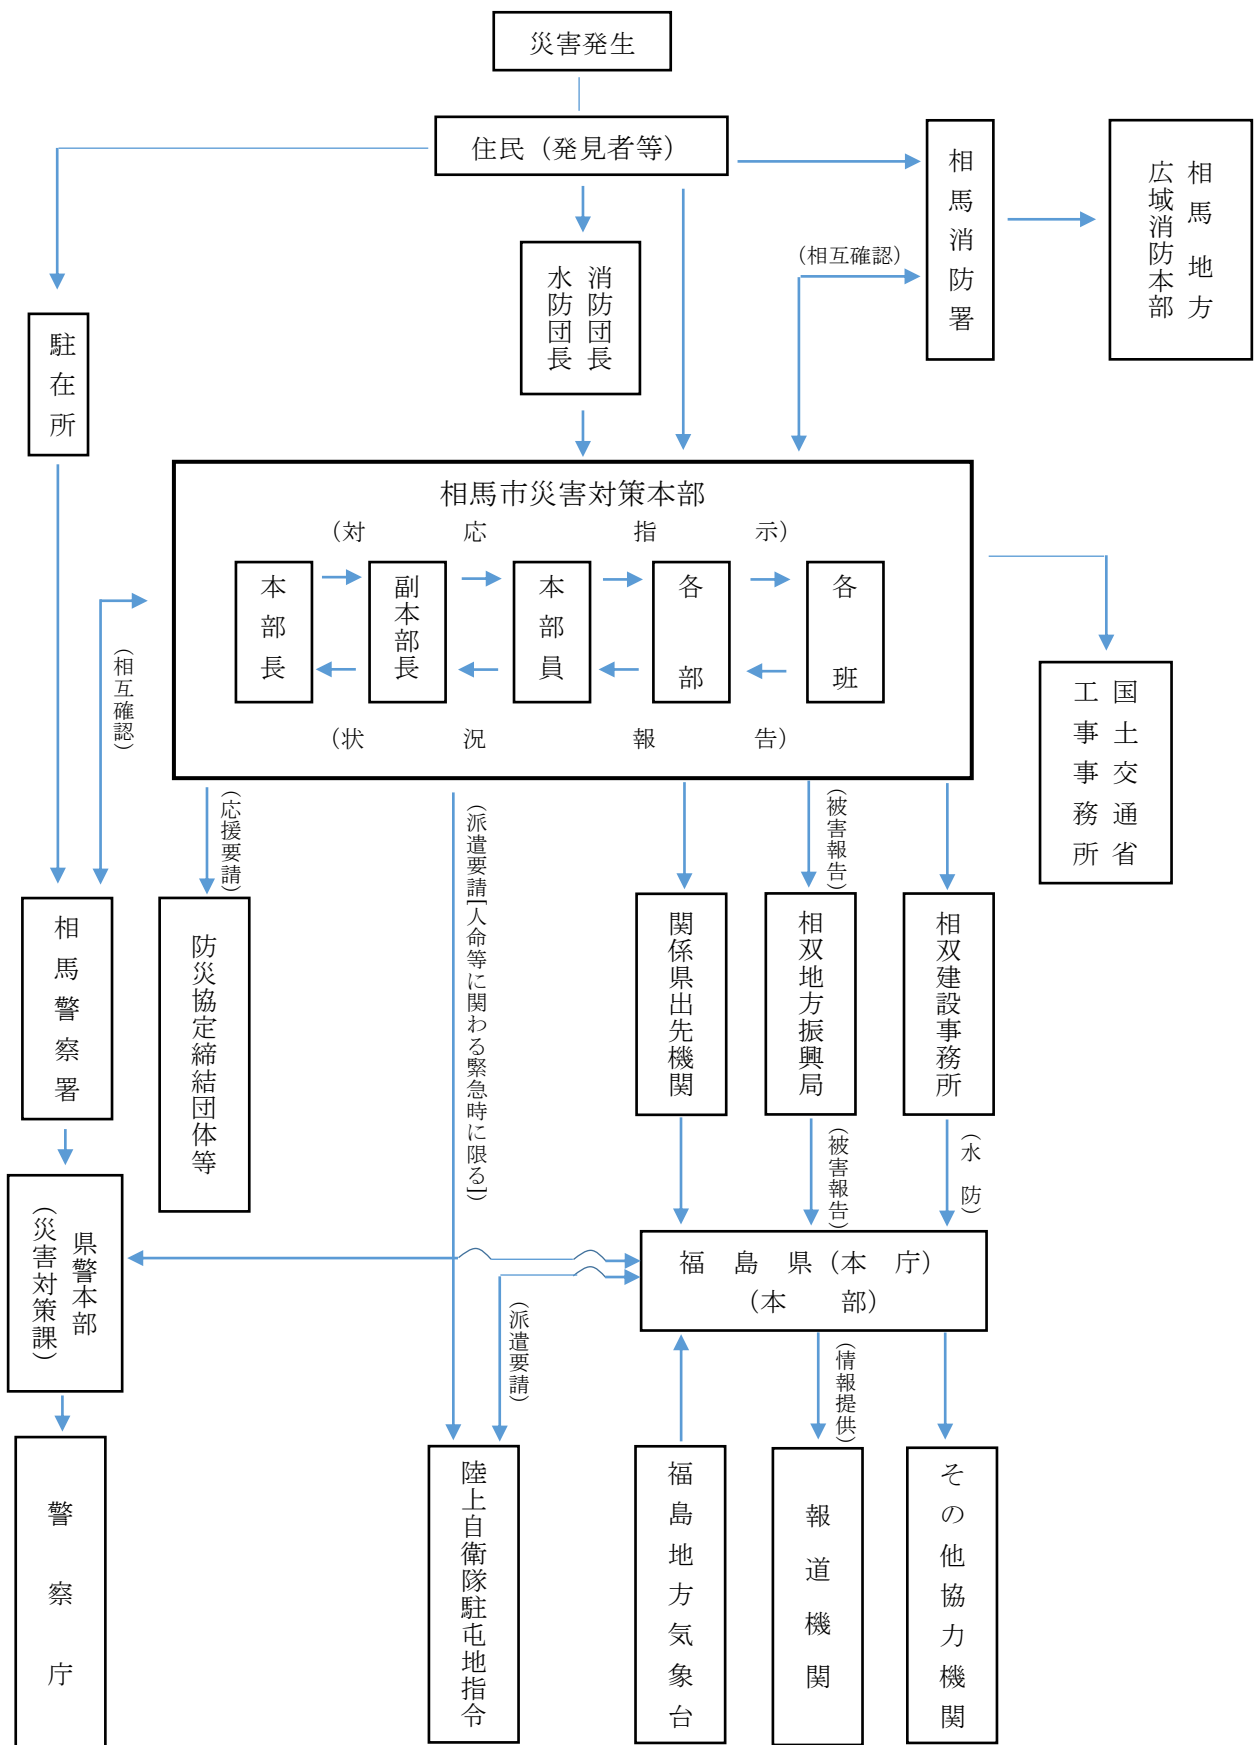 災害発生
住民（発見者等）
相馬消防署
相馬地方
広域消防本部
（相互確認）
消防団長
水防団長
駐在所
相馬市災害対策本部
（対応指示）
本部長
副本部長
本部員
各部
各班
（状況報告）
（相互確認）
国土交通省
工事事務所
（応援要請）
（派遣要請[人命等に関わる緊急時に限る]）
（被害報告）
相馬警察署
防災協定締結団体等
関係県出先機関
相双地方振興局
相双建設事務所
（被害報告）
（水防）
県警本部
（災害対策課）
福島県（本庁）
（本部）
（派遣要請）
（情報提供）
警察庁
陸上自衛隊駐屯地指令
福島地方気象台
報道機関
その他協力機関